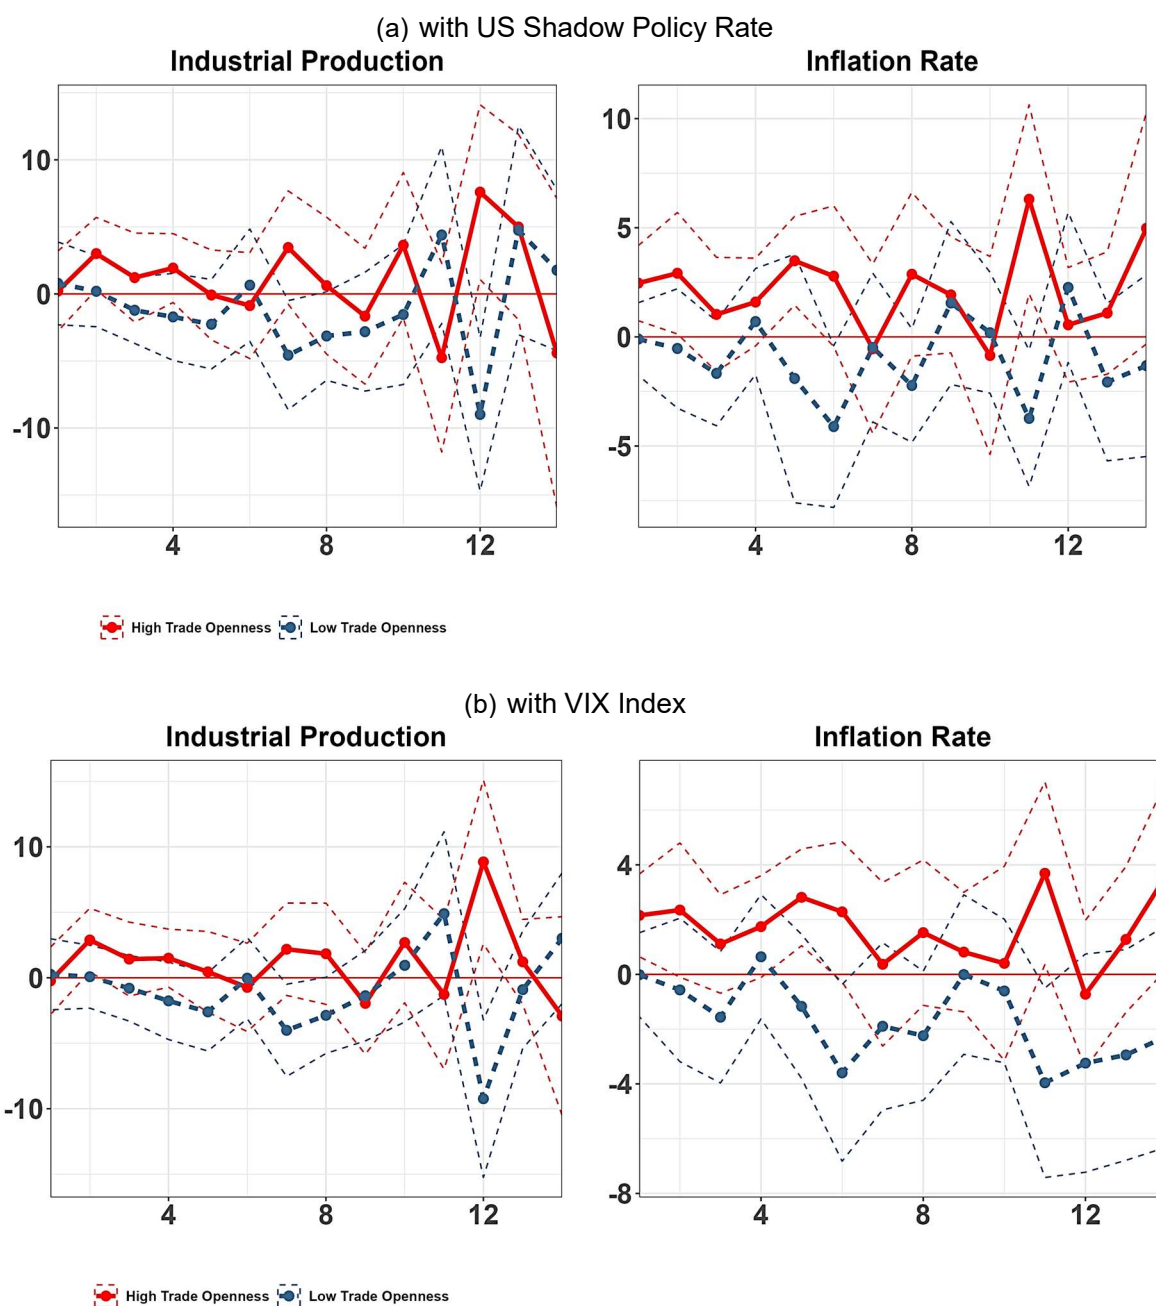 (a) with US Shadow Policy Rate
Industrial Production
Inflation Rate
10
0
-10
4
8
12
10
5
0
-5
4
8
12
High Trade Openness
Low Trade Openness
(b) with VIX Index
Industrial Production
Inflation Rate
10
0
-10
4
8
12
4
0
-4
-8
4
8
12
High Trade Openness
Low Trade Openness